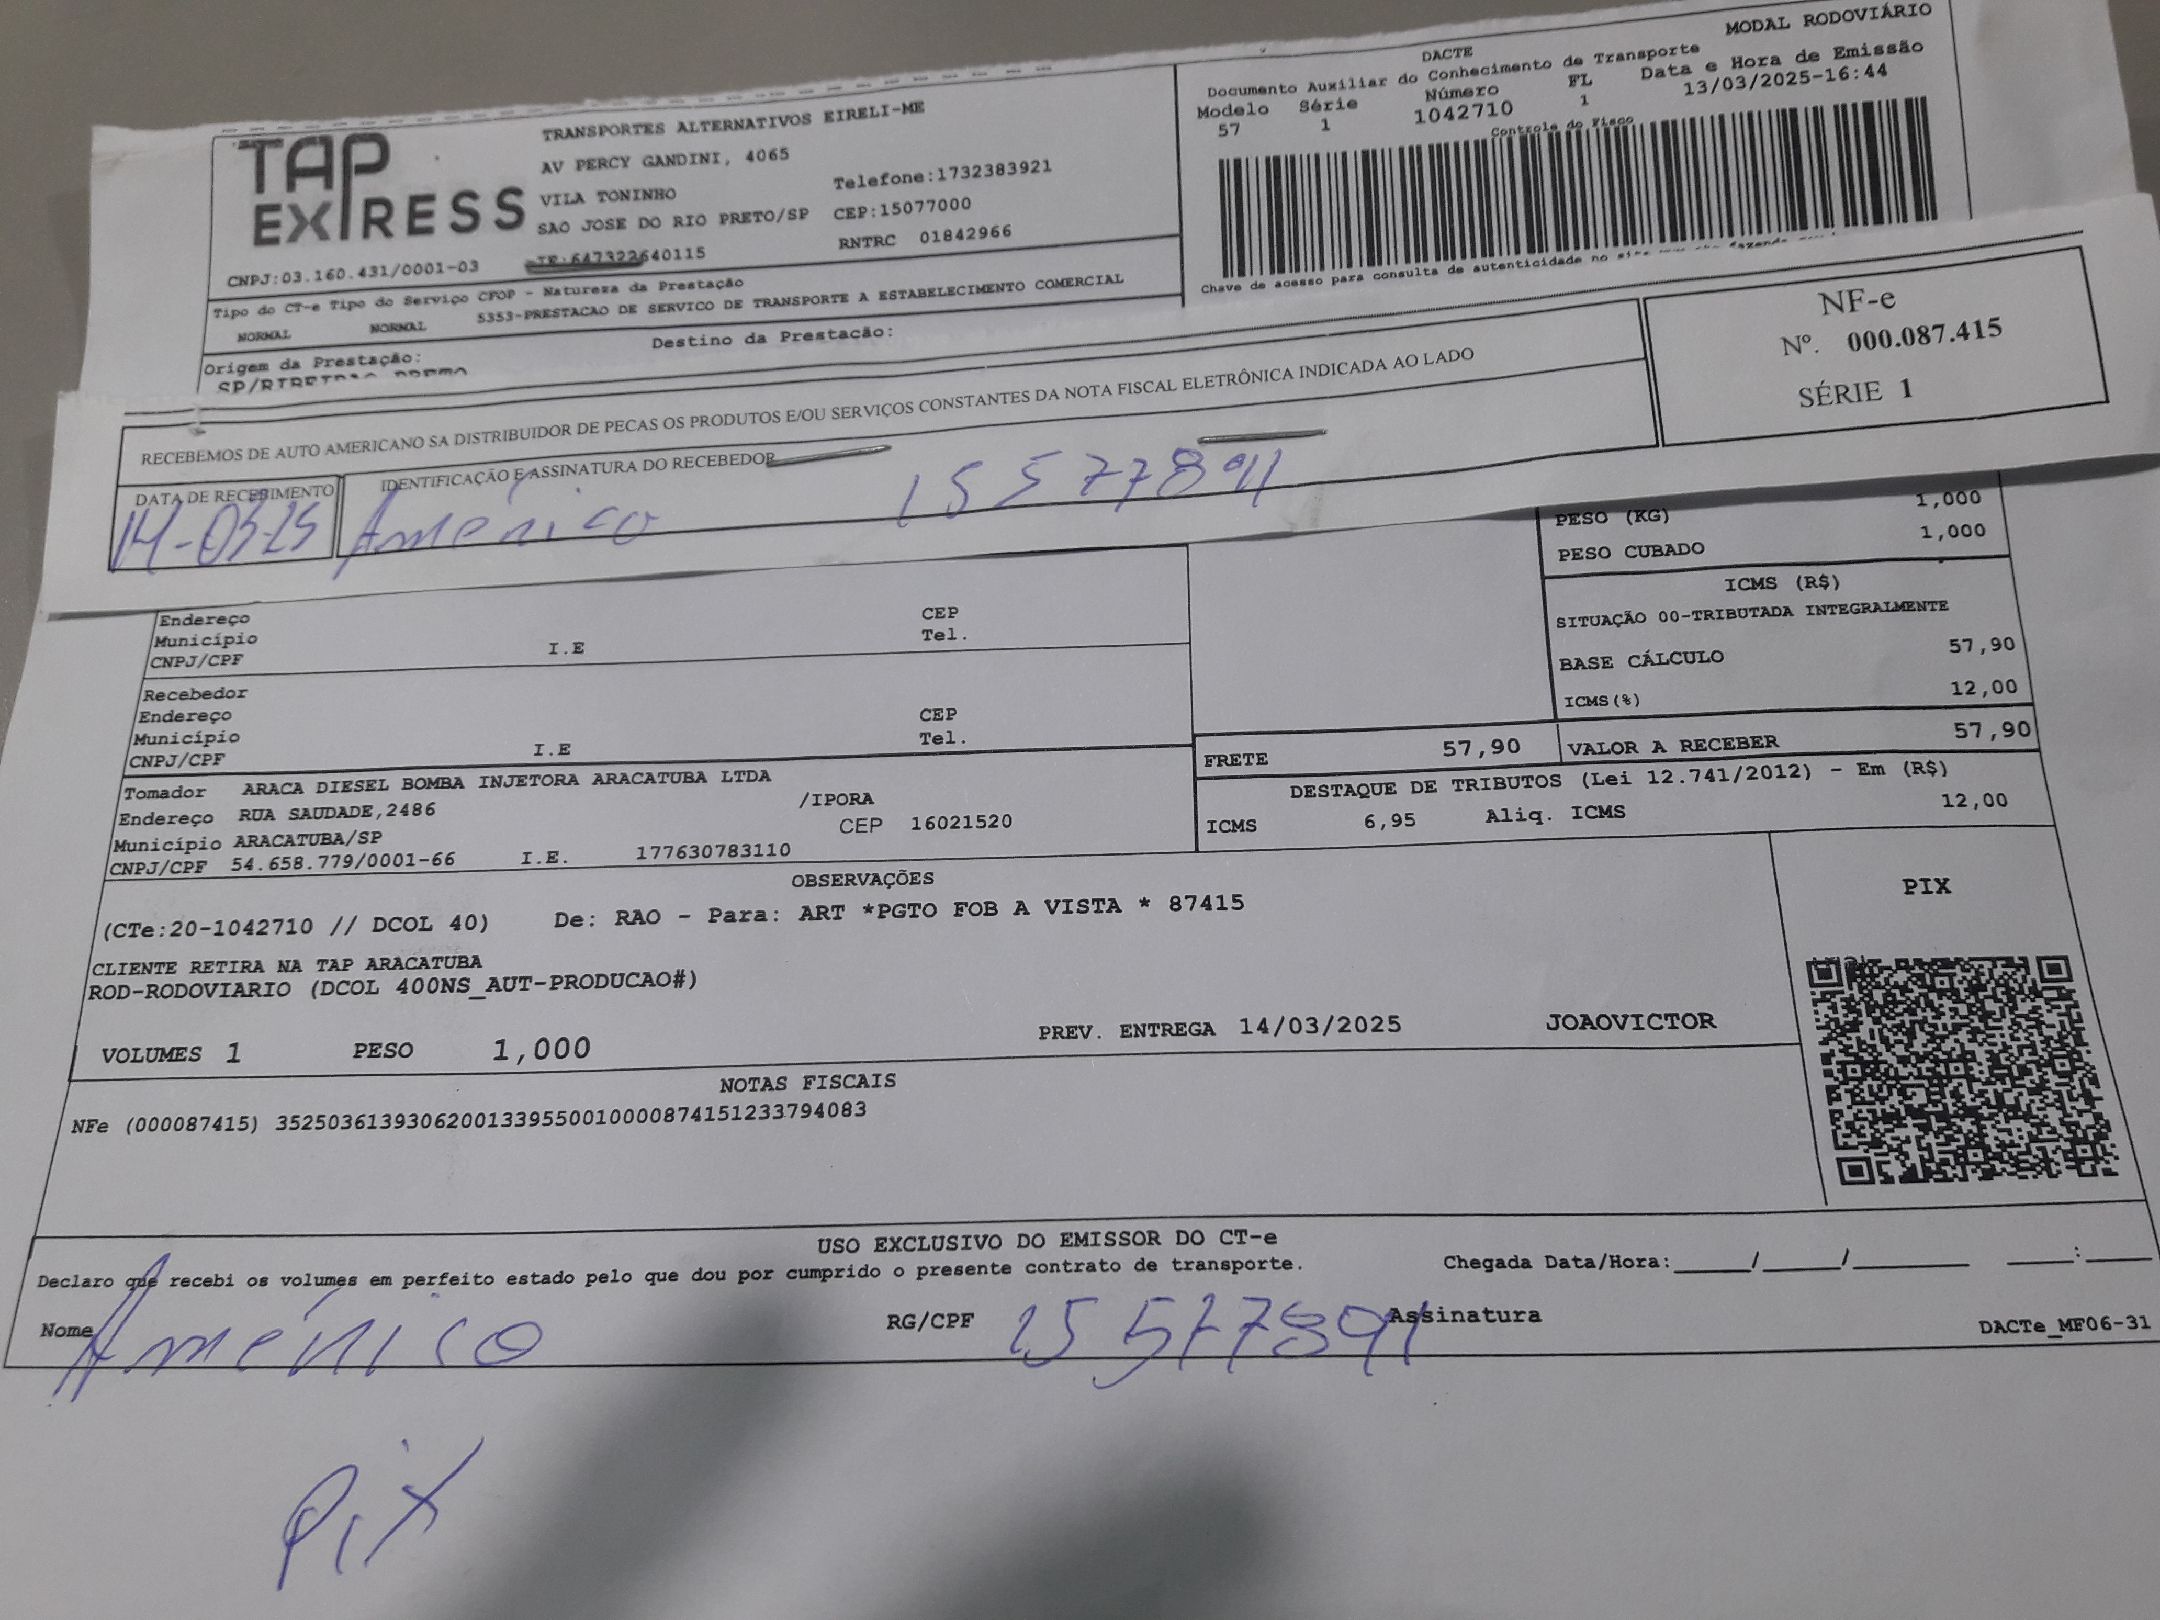 MODAL RODOVIÁRIO
DACTE
Documento Auxiliar do Conhecimento de Transporte
Data e Hora de Emissão
Modelo Série Número FL 13/03/2025-16:44
57 1 1042710 1
Controle do Fisco
TAP EXPRESS
TRANSPORTES ALTERNATIVOS EIRELI-ME
AV PERCY GANDINI, 4065
VILA TONINHO Telefone:1732383921
SAO JOSE DO RIO PRETO/SP CEP:15077000
CNPJ:03.160.431/0001-03 IE:647322640115 RNTRC 01842966
Chave de acesso para consulta de autenticidade no
Tipo do CT-e Tipo do Serviço CFOP - Natureza da Prestação
NORMAL NORMAL 5353-PRESTACAO DE SERVICO DE TRANSPORTE A ESTABELECIMENTO COMERCIAL
Origem da Prestação: Destino da Prestacão:
SP/RIBEIRAO PRETO
RECEBEMOS DE AUTO AMERICANO SA DISTRIBUIDOR DE PECAS OS PRODUTOS E/OU SERVIÇOS CONSTANTES DA NOTA FISCAL ELETRÔNICA INDICADA AO LADO
NF-e
Nº. 000.087.415
SÉRIE 1
DATA DE RECEBIMENTO IDENTIFICAÇÃO E ASSINATURA DO RECEBEDOR
14-03-25 Américo 15577891
PESO (KG) 1,000
PESO CUBADO 1,000
ICMS (R$)
SITUAÇÃO 00-TRIBUTADA INTEGRALMENTE
BASE CÁLCULO 57,90
ICMS(%) 12,00
Endereço CEP
Município Tel.
CNPJ/CPF I.E
Recebedor
Endereço CEP
Município Tel.
CNPJ/CPF I.E
FRETE 57,90 VALOR A RECEBER 57,90
DESTAQUE DE TRIBUTOS (Lei 12.741/2012) - Em (R$)
ICMS 6,95 Aliq. ICMS 12,00
Tomador ARACA DIESEL BOMBA INJETORA ARACATUBA LTDA
Endereço RUA SAUDADE,2486 /IPORA
Município ARACATUBA/SP CEP 16021520
CNPJ/CPF 54.658.779/0001-66 I.E. 177630783110
OBSERVAÇÕES
(CTe:20-1042710 // DCOL 40) De: RAO - Para: ART *PGTO FOB A VISTA * 87415
CLIENTE RETIRA NA TAP ARACATUBA
ROD-RODOVIARIO (DCOL 400NS_AUT-PRODUCAO#)
PIX
VOLUMES 1 PESO 1,000 PREV. ENTREGA 14/03/2025 JOAOVICTOR
NOTAS FISCAIS
NFe (000087415) 35250361393062001339550010000874151233794083
USO EXCLUSIVO DO EMISSOR DO CT-e
Declaro que recebi os volumes em perfeito estado pelo que dou por cumprido o presente contrato de transporte. Chegada Data/Hora:_____/_____/_______ ____:____
Nome Américo RG/CPF 15577891 Assinatura
DACTe_MF06-31
Pix